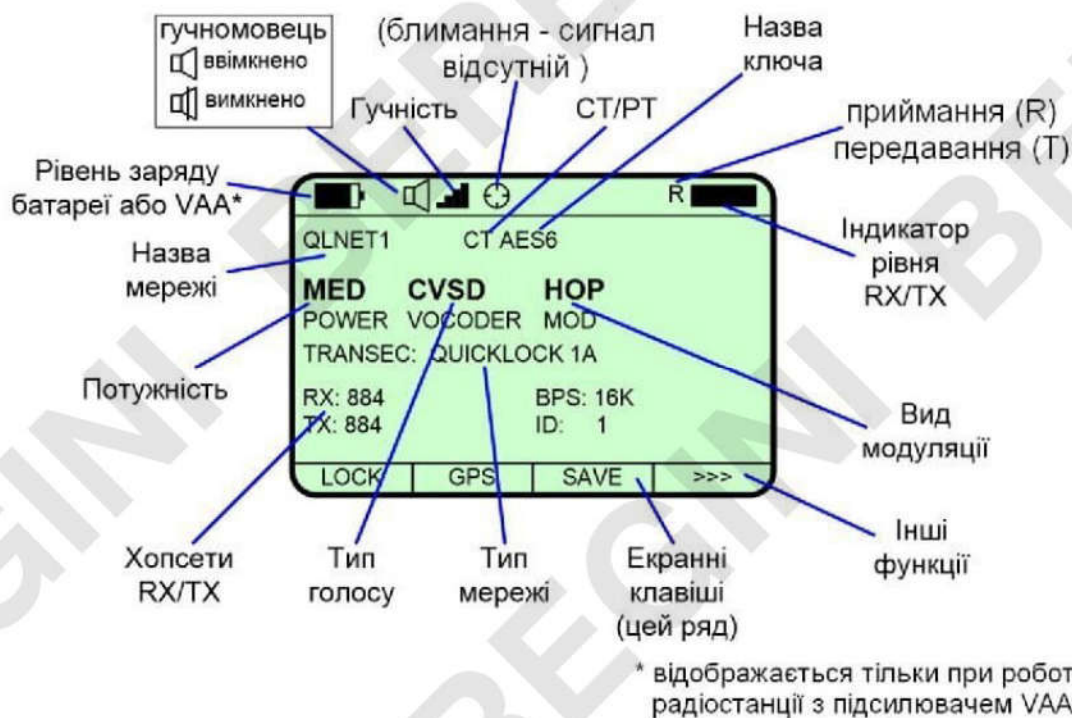 гучномовець
ввімкнено
вимкнено
(блимання - сигнал
відсутній )
Назва
ключа
Гучність
CT/PT
приймання (R)
передавання (T)
Рівень заряду
батареї або VAA*
R
QLNET1 CT AES6
Назва
мережі
Індикатор
рівня
RX/TX
MED CVSD HOP
POWER VOCODER MOD
TRANSEC: QUICKLOCK 1A
Потужність
RX: 884 BPS: 16K
TX: 884 ID: 1
Вид
модуляції
LOCK GPS SAVE >>>
Хопсети
RX/TX
Тип
голосу
Тип
мережі
Екранні
клавіші
(цей ряд)
Інші
функції
* відображається тільки при робот
радіостанції з підсилювачем VAA